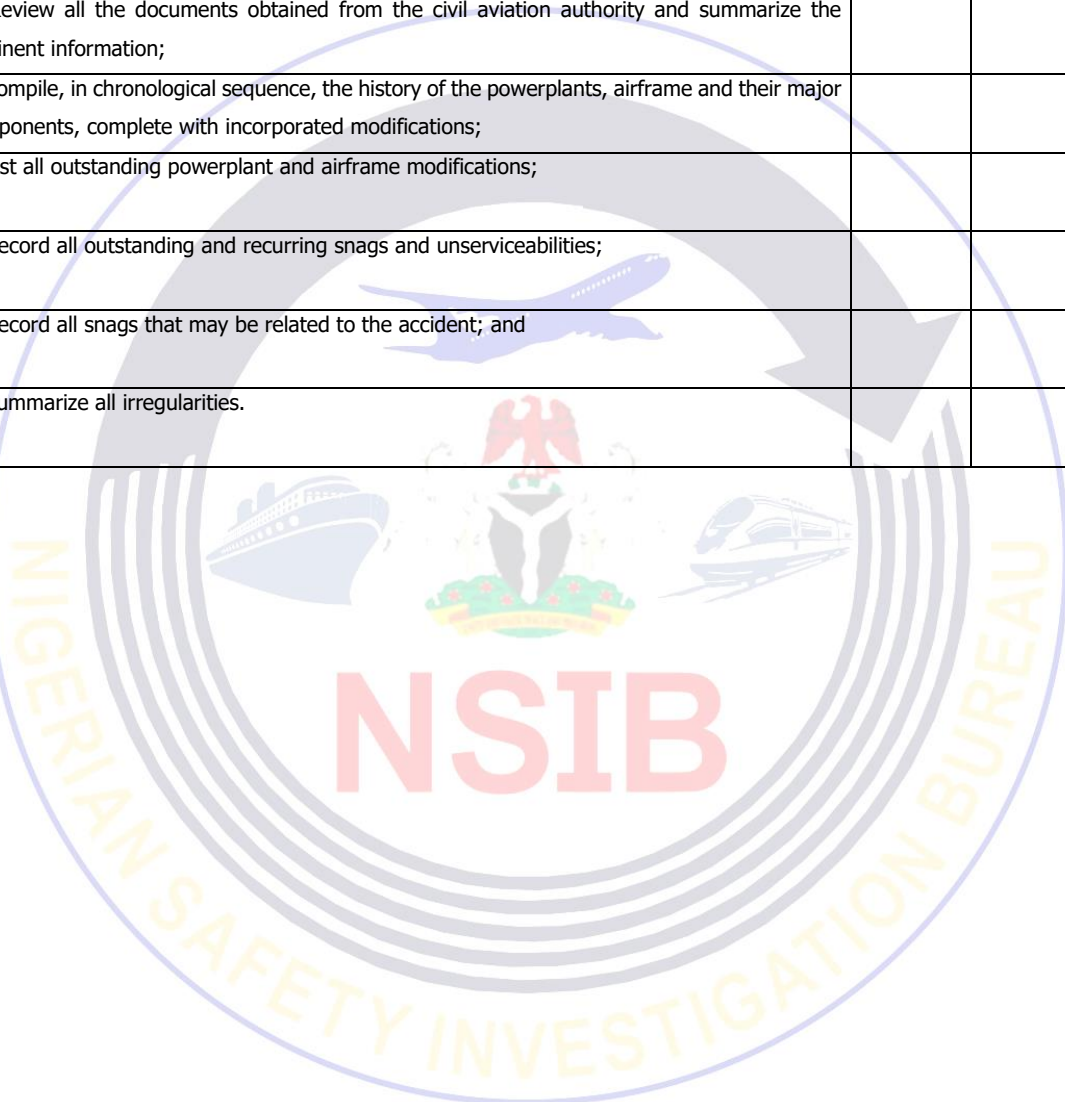 eview all the documents obtained from the civil aviation authority and summarize the
inent information;
ompile, in chronological sequence, the history of the powerplants, airframe and their major
ponents, complete with incorporated modifications;
st all outstanding powerplant and airframe modifications;
ecord all outstanding and recurring snags and unserviceabilities;
ecord all snags that may be related to the accident; and
ummarize all irregularities.
NSIB
NIGERIAN SAFETY INVESTIGATION BUREAU